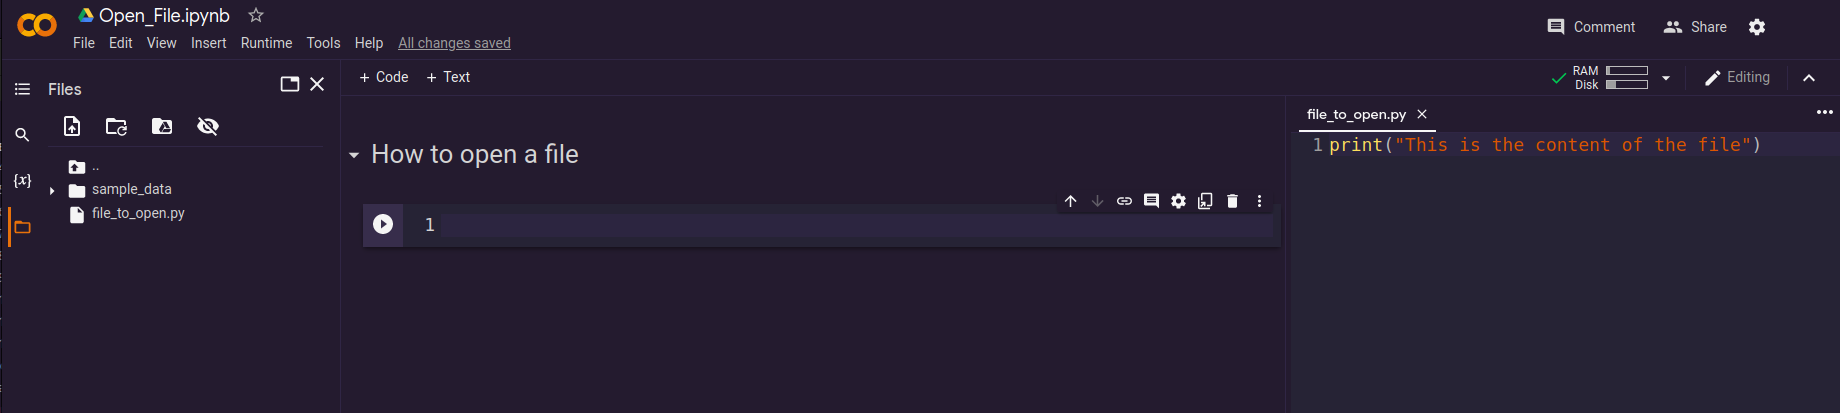 Open_File.ipynb
File Edit View Insert Runtime Tools Help All changes saved
Comment Share
Files
+ Code + Text
RAM
Disk
Editing
..
sample_data
file_to_open.py
{x}
How to open a file
1
file_to_open.py
1 print("This is the content of the file")